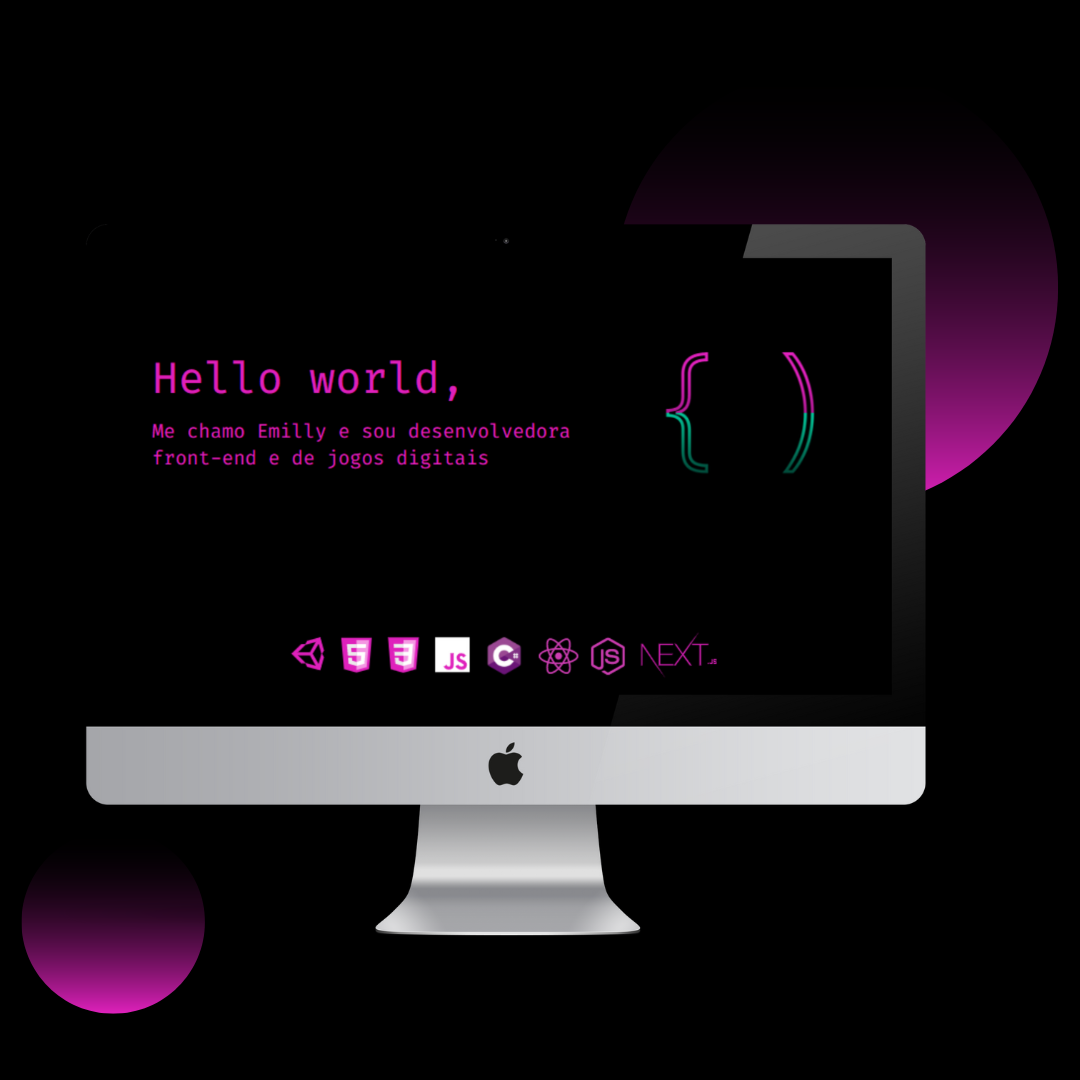 Hello world,
{ )
Me chamo Emilly e sou desenvolvedora
front-end e de jogos digitais
5 3 JS C# JS NEXT.JS